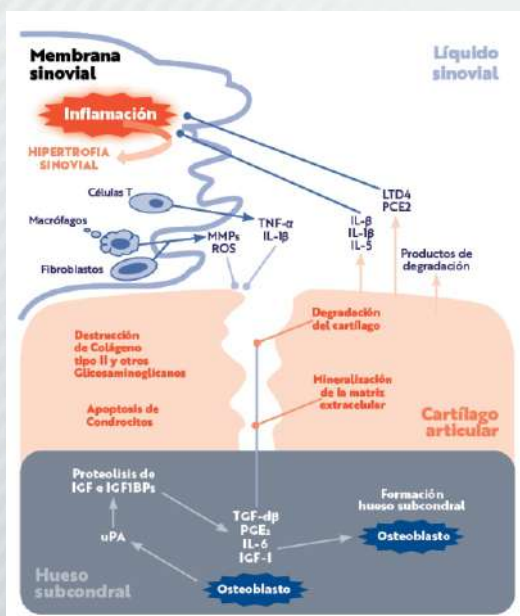 Membrana
sinovial
Líquido
sinovial
Inflamación
HIPERTROFIA
SINOVIAL
Células T
Macrófagos
Fibroblastos
TNF-α
IL-1β
MMPs
ROS
LTD4
PCE2
IL-β
IL-1β
IL-5
Productos de
degradación
Destrucción
de Colágeno
tipo II y otros
Glicosaminoglicanos
Apoptosis de
Condrocitos
Degradación
del cartílago
Mineralización
de la matriz
extracelular
Cartílago
articular
Proteolisis de
IGF e IGF1BPs
uPA
TGF-dβ
PGE₂
IL-6
IGF-I
Formación
hueso subcondral
Osteoblasto
Osteoblasto
Hueso
subcondral